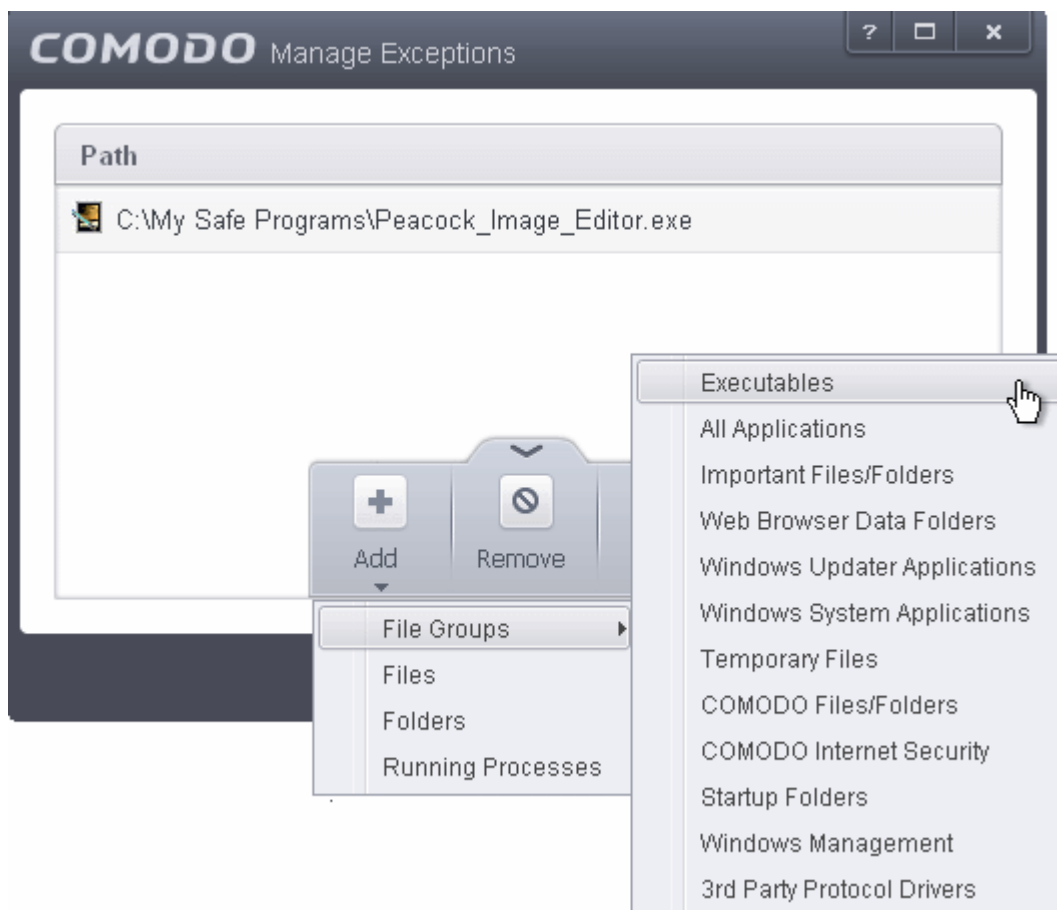 COMODO Manage Exceptions
?
Path
C:\My Safe Programs\Peacock_Image_Editor.exe
Add
Remove
File Groups
Files
Folders
Running Processes
Executables
All Applications
Important Files/Folders
Web Browser Data Folders
Windows Updater Applications
Windows System Applications
Temporary Files
COMODO Files/Folders
COMODO Internet Security
Startup Folders
Windows Management
3rd Party Protocol Drivers